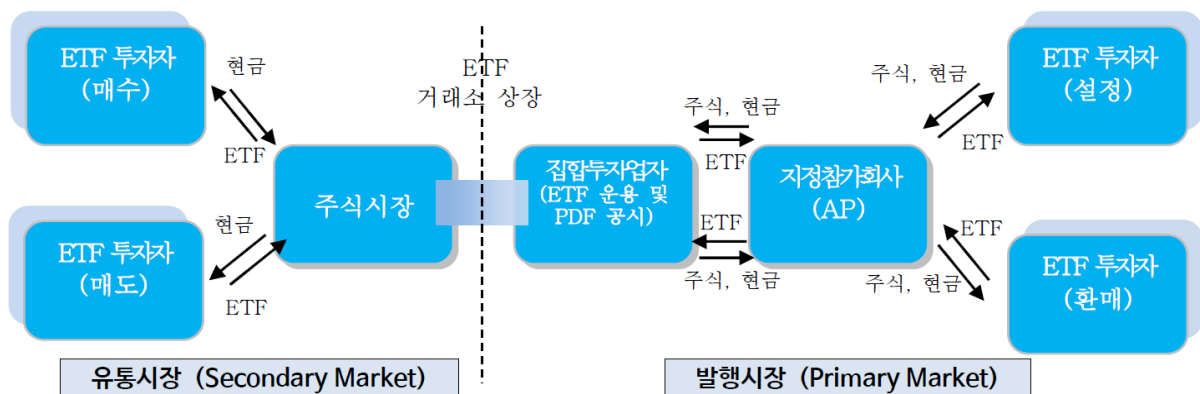 ETF 투자자
(매수)
현금
ETF
ETF 투자자
(매도)
현금
ETF
주식시장
ETF
거래소 상장
집합투자업자
(ETF 운용 및
PDF 공시)
주식, 현금
ETF
ETF
주식, 현금
지정참가회사
(AP)
주식, 현금
ETF
ETF 투자자
(설정)
ETF
주식, 현금
ETF 투자자
(환매)
유통시장 (Secondary Market)
발행시장 (Primary Market)